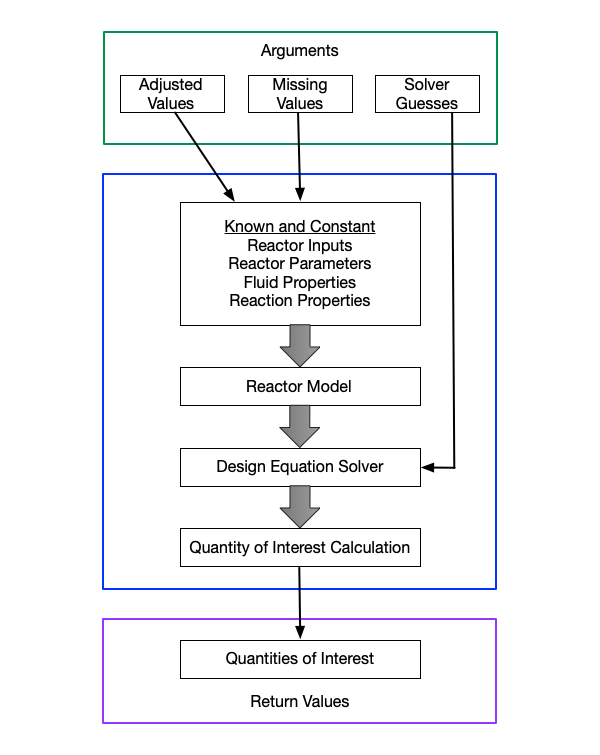 Arguments
Adjusted
Values
Missing
Values
Solver
Guesses
Known and Constant
Reactor Inputs
Reactor Parameters
Fluid Properties
Reaction Properties
Reactor Model
Design Equation Solver
Quantity of Interest Calculation
Quantities of Interest
Return Values